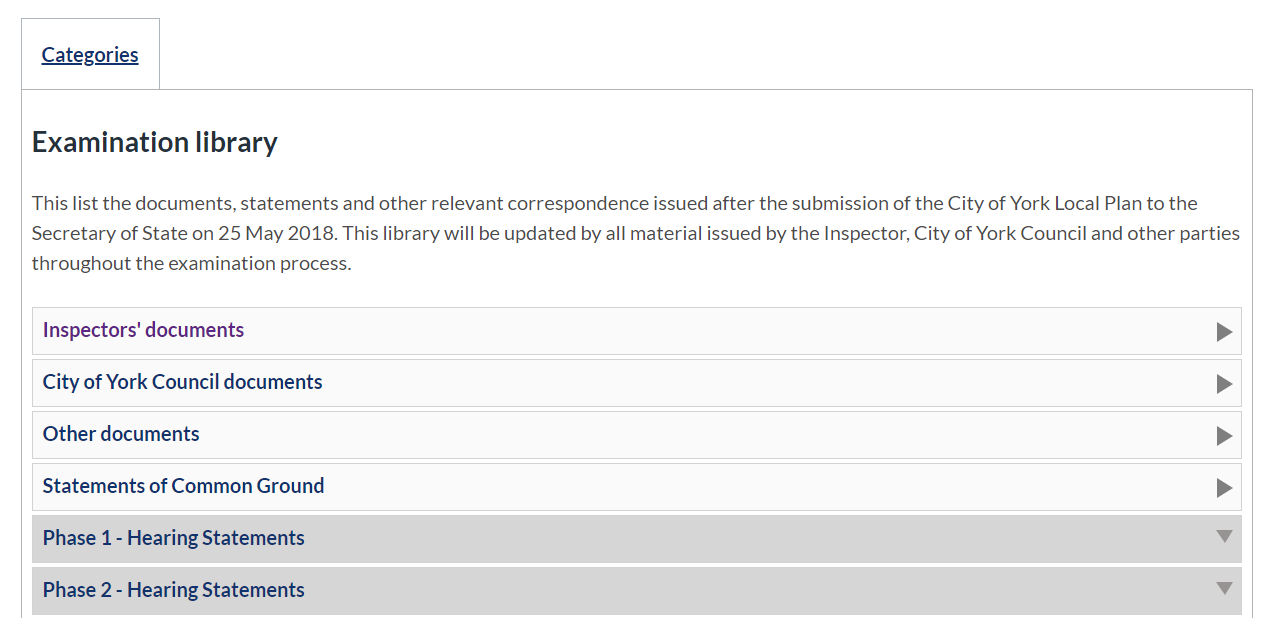 Categories
Examination library
This list the documents, statements and other relevant correspondence issued after the submission of the City of York Local Plan to the
Secretary of State on 25 May 2018. This library will be updated by all material issued by the Inspector, City of York Council and other parties
throughout the examination process.
Inspectors' documents
City of York Council documents
Other documents
Statements of Common Ground
Phase 1 - Hearing Statements
Phase 2 - Hearing Statements